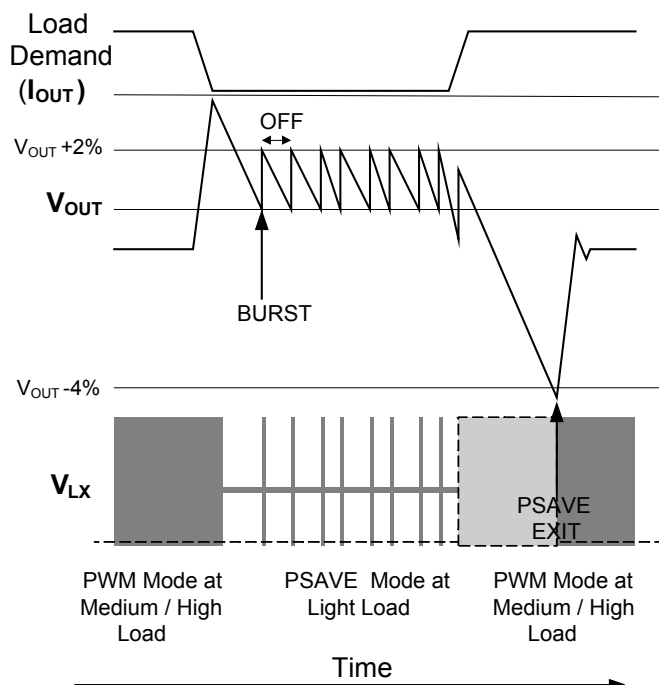 Load
Demand
(IOUT)
OFF
VOUT +2%
VOUT
BURST
VOUT -4%
VLX
PSAVE
EXIT
PWM Mode at
Medium / High
Load
PSAVE Mode at
Light Load
PWM Mode at
Medium / High
Load
Time